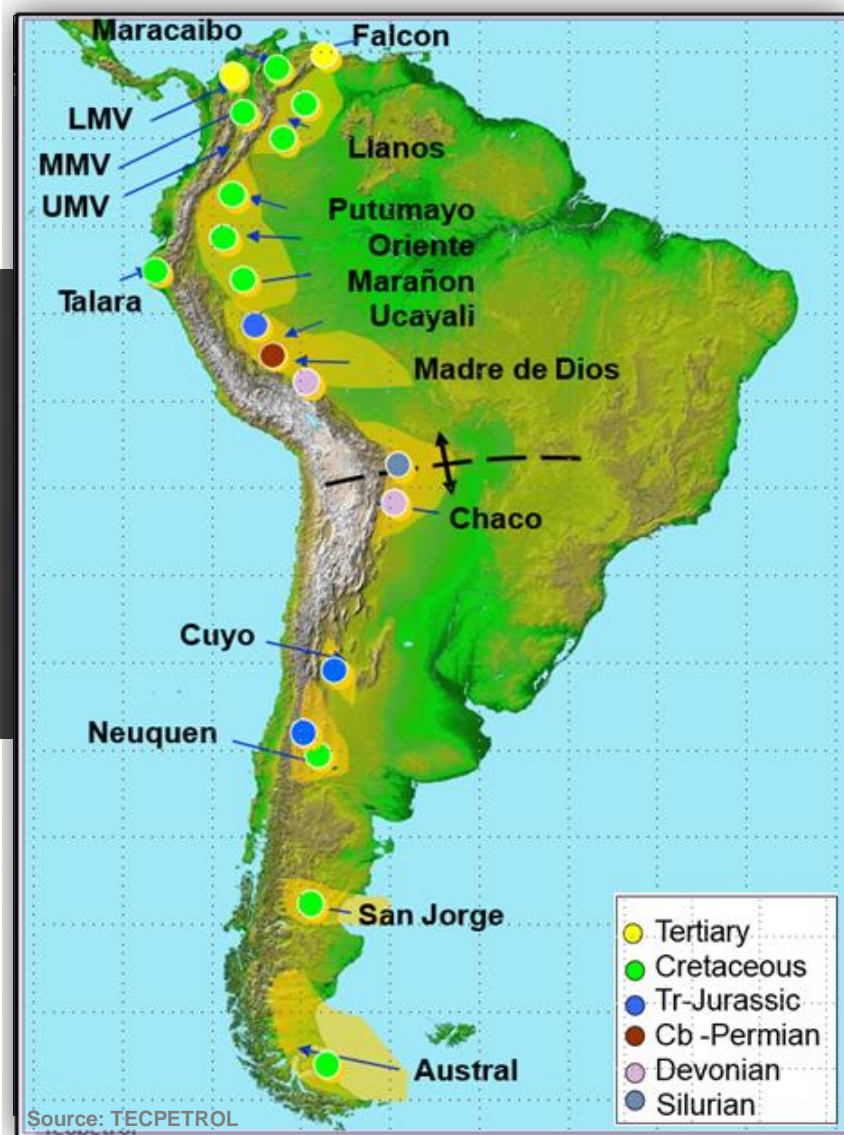 Maracaibo
Falcon
LMV
MMV
Llanos
UMV
Putumayo
Oriente
Marañon
Talara
Ucayali
Madre de Dios
Chaco
Cuyo
Neuquen
San Jorge
Tertiary
Cretaceous
Tr-Jurassic
Cb -Permian
Devonian
Silurian
Austral
Source: TECPETROL